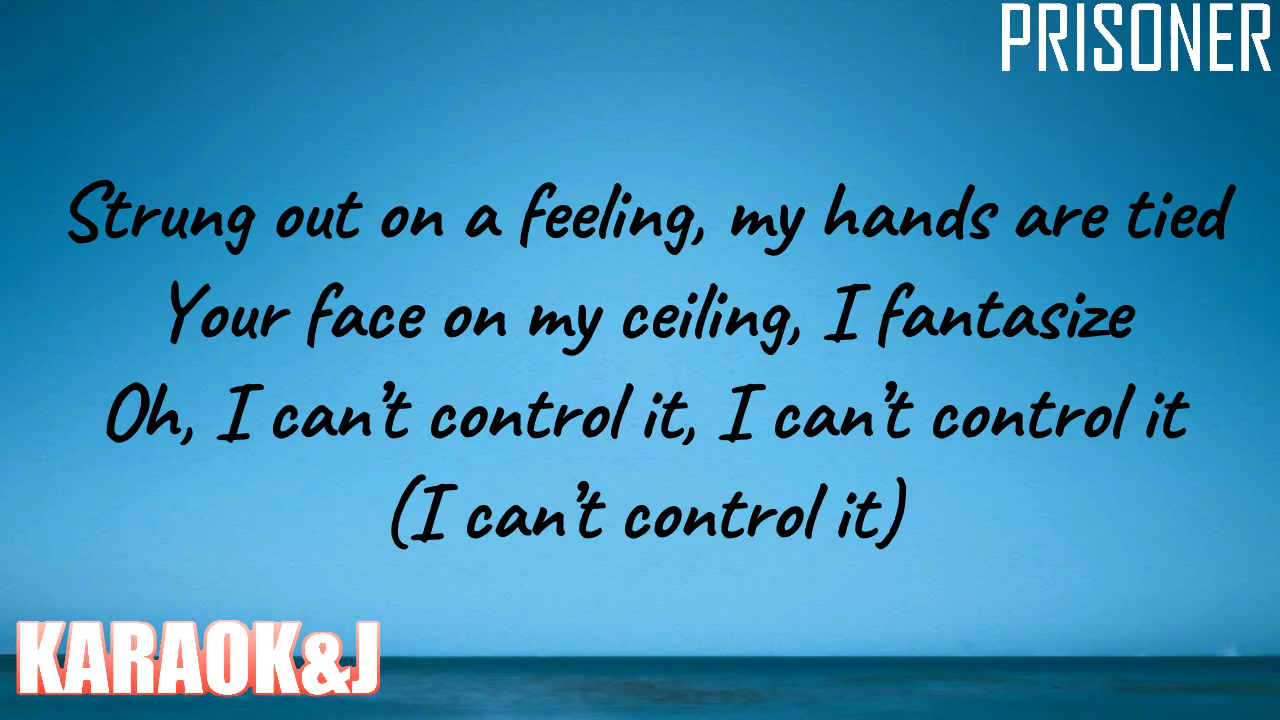 PRISONER
Strung out on a feeling, my hands are tied
Your face on my ceiling, I fantasize
Oh, I can't control it, I can't control it
(I can't control it)
KARAOK&J